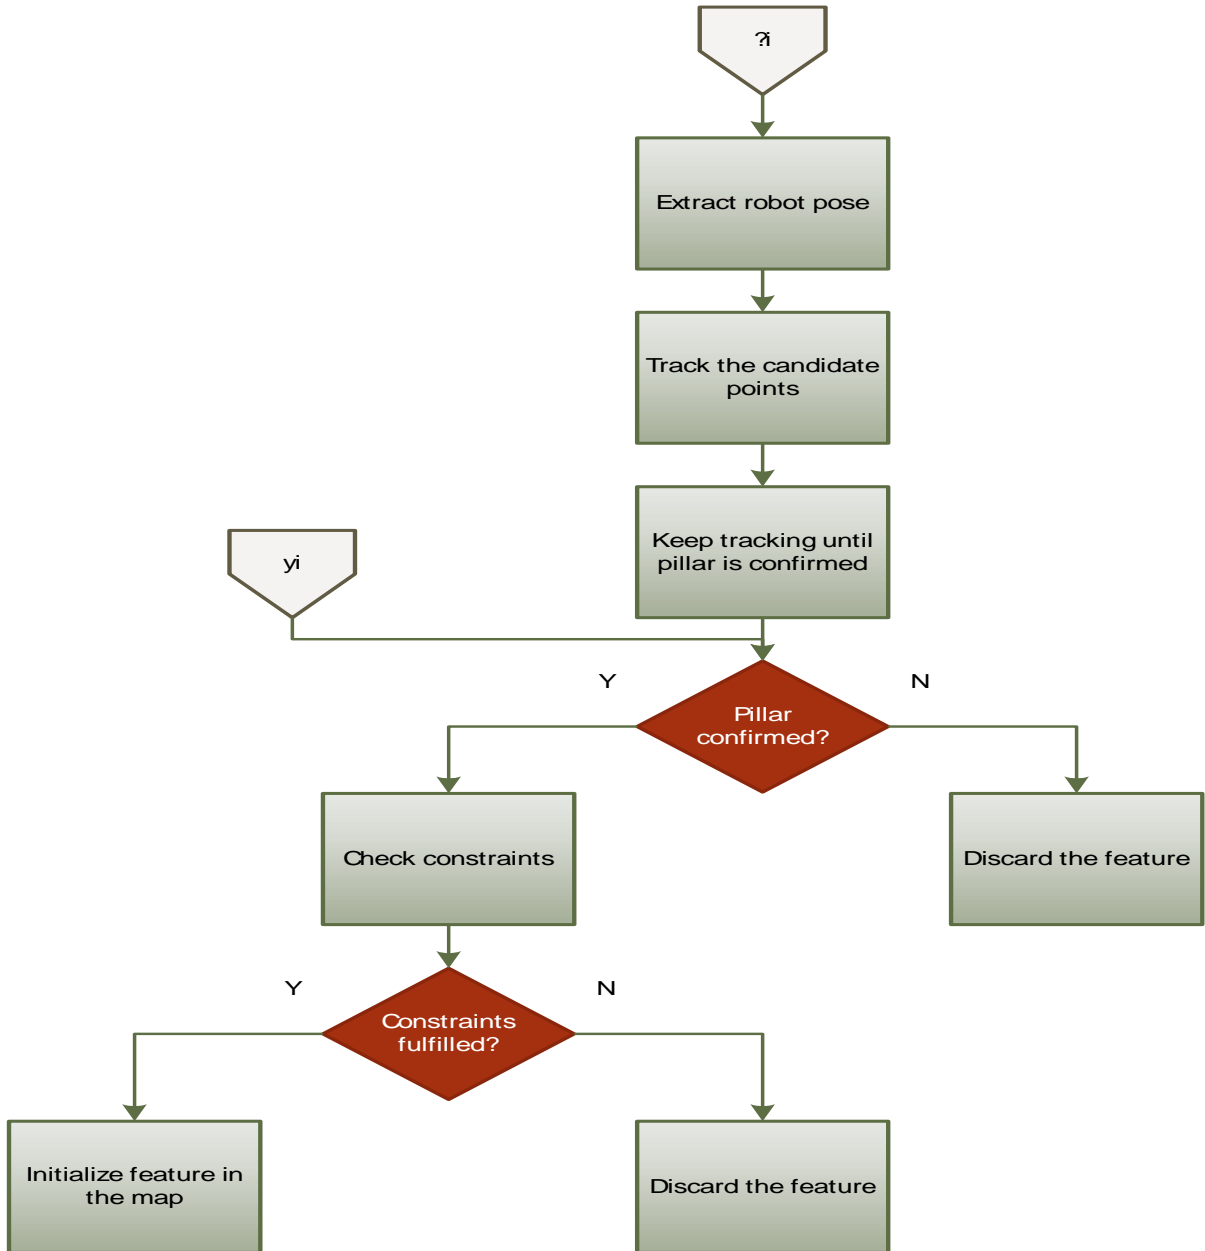 ?i
Extract robot pose
Track the candidate
points
Keep tracking until
pillar is confirmed
yi
Y
N
Pillar
confirmed?
Check constraints
Discard the feature
Y
N
Constraints
fulfilled?
Initialize feature in
the map
Discard the feature